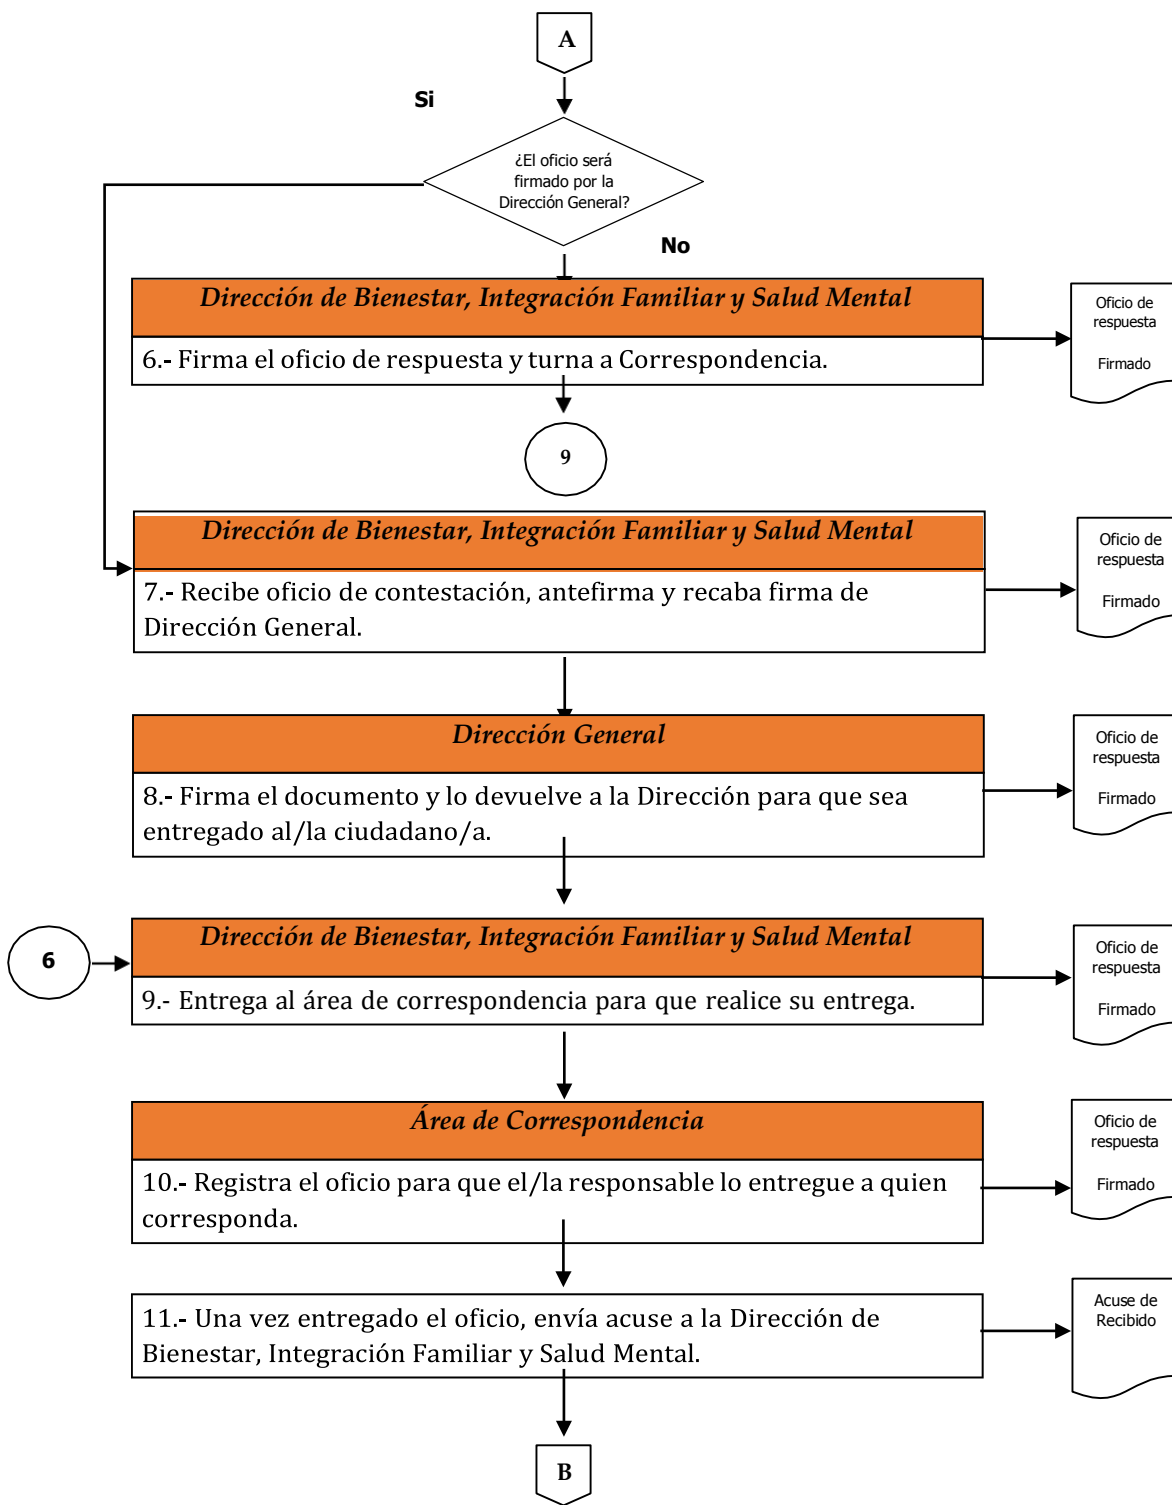 A
Si
¿El oficio será
firmado por la
Dirección General?
No
Dirección de Bienestar, Integración Familiar y Salud Mental
6.- Firma el oficio de respuesta y turna a Correspondencia.
Oficio de
respuesta
Firmado
9
Dirección de Bienestar, Integración Familiar y Salud Mental
7.- Recibe oficio de contestación, antefirma y recaba firma de
Dirección General.
Oficio de
respuesta
Firmado
Dirección General
8.- Firma el documento y lo devuelve a la Dirección para que sea
entregado al/la ciudadano/a.
Oficio de
respuesta
Firmado
6
Dirección de Bienestar, Integración Familiar y Salud Mental
9.- Entrega al área de correspondencia para que realice su entrega.
Oficio de
respuesta
Firmado
Área de Correspondencia
10.- Registra el oficio para que el/la responsable lo entregue a quien
corresponda.
Oficio de
respuesta
Firmado
11.- Una vez entregado el oficio, envía acuse a la Dirección de
Bienestar, Integración Familiar y Salud Mental.
Acuse de
Recibido
B